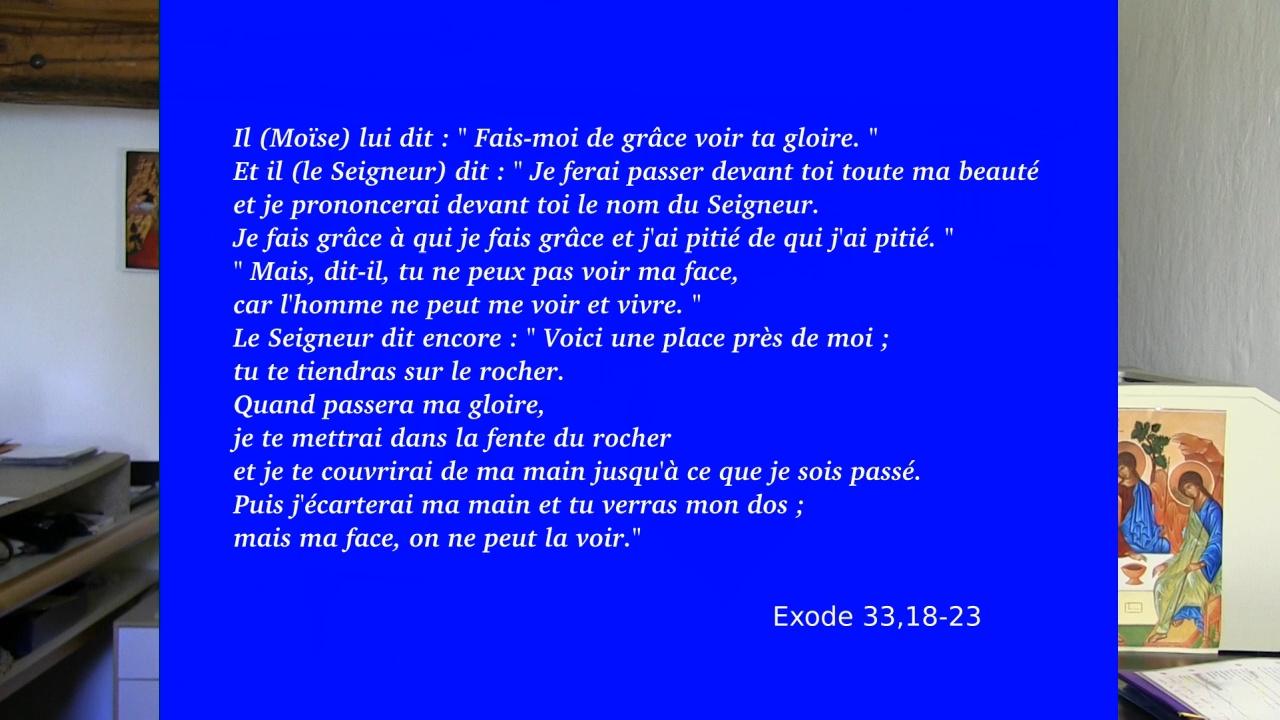 Il (Moïse) lui dit : " Fais-moi de grâce voir ta gloire. "
Et il (le Seigneur) dit : " Je ferai passer devant toi toute ma beauté
et je prononcerai devant toi le nom du Seigneur.
Je fais grâce à qui je fais grâce et j'ai pitié de qui j'ai pitié. "
" Mais, dit-il, tu ne peux pas voir ma face,
car l'homme ne peut me voir et vivre. "
Le Seigneur dit encore : " Voici une place près de moi ;
tu te tiendras sur le rocher.
Quand passera ma gloire,
je te mettrai dans la fente du rocher
et je te couvrirai de ma main jusqu'à ce que je sois passé.
Puis j'écarterai ma main et tu verras mon dos ;
mais ma face, on ne peut la voir."
Exode 33,18-23